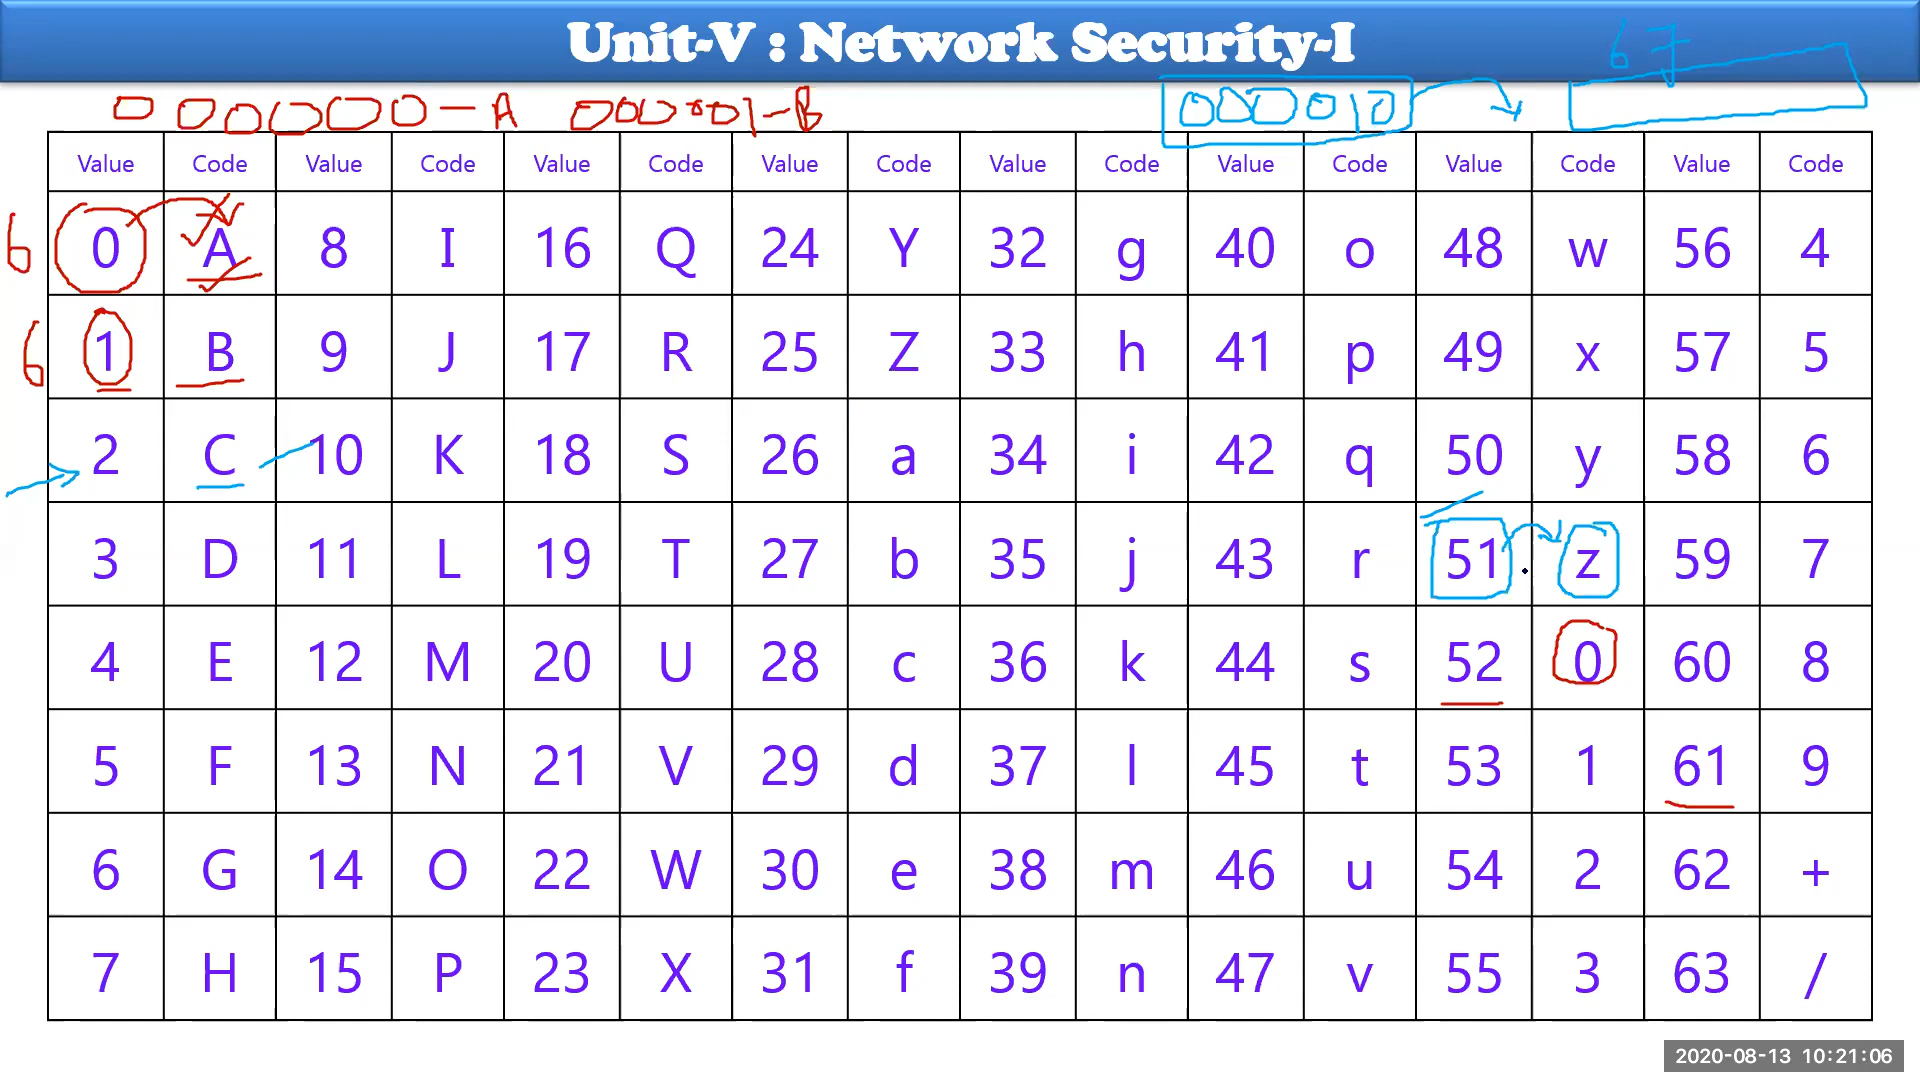 Unit-V : Network Security-I
000000-A 000001-B 000010
Value Code Value Code Value Code Value Code Value Code Value Code Value Code Value Code
6 0 A 8 I 16 Q 24 Y 32 g 40 o 48 w 56 4
6 1 B 9 J 17 R 25 Z 33 h 41 p 49 x 57 5
2 C 10 K 18 S 26 a 34 i 42 q 50 y 58 6
3 D 11 L 19 T 27 b 35 j 43 r 51 z 59 7
4 E 12 M 20 U 28 c 36 k 44 s 52 0 60 8
5 F 13 N 21 V 29 d 37 l 45 t 53 1 61 9
6 G 14 O 22 W 30 e 38 m 46 u 54 2 62 +
7 H 15 P 23 X 31 f 39 n 47 v 55 3 63 /
2020-08-13 10:21:06